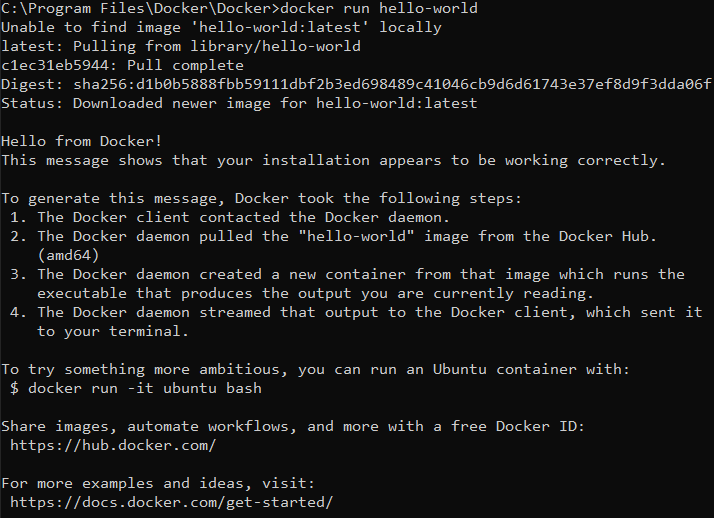 C:\Program Files\Docker\Docker>docker run hello-world
Unable to find image 'hello-world:latest' locally
latest: Pulling from library/hello-world
c1ec31eb5944: Pull complete
Digest: sha256:d1b0b5888fbb59111dbf2b3ed698489c41046cb9d6d61743e37ef8d9f3dda06f
Status: Downloaded newer image for hello-world:latest

Hello from Docker!
This message shows that your installation appears to be working correctly.

To generate this message, Docker took the following steps:
 1. The Docker client contacted the Docker daemon.
 2. The Docker daemon pulled the "hello-world" image from the Docker Hub.
    (amd64)
 3. The Docker daemon created a new container from that image which runs the
    executable that produces the output you are currently reading.
 4. The Docker daemon streamed that output to the Docker client, which sent it
    to your terminal.

To try something more ambitious, you can run an Ubuntu container with:
 $ docker run -it ubuntu bash

Share images, automate workflows, and more with a free Docker ID:
 https://hub.docker.com/

For more examples and ideas, visit:
 https://docs.docker.com/get-started/